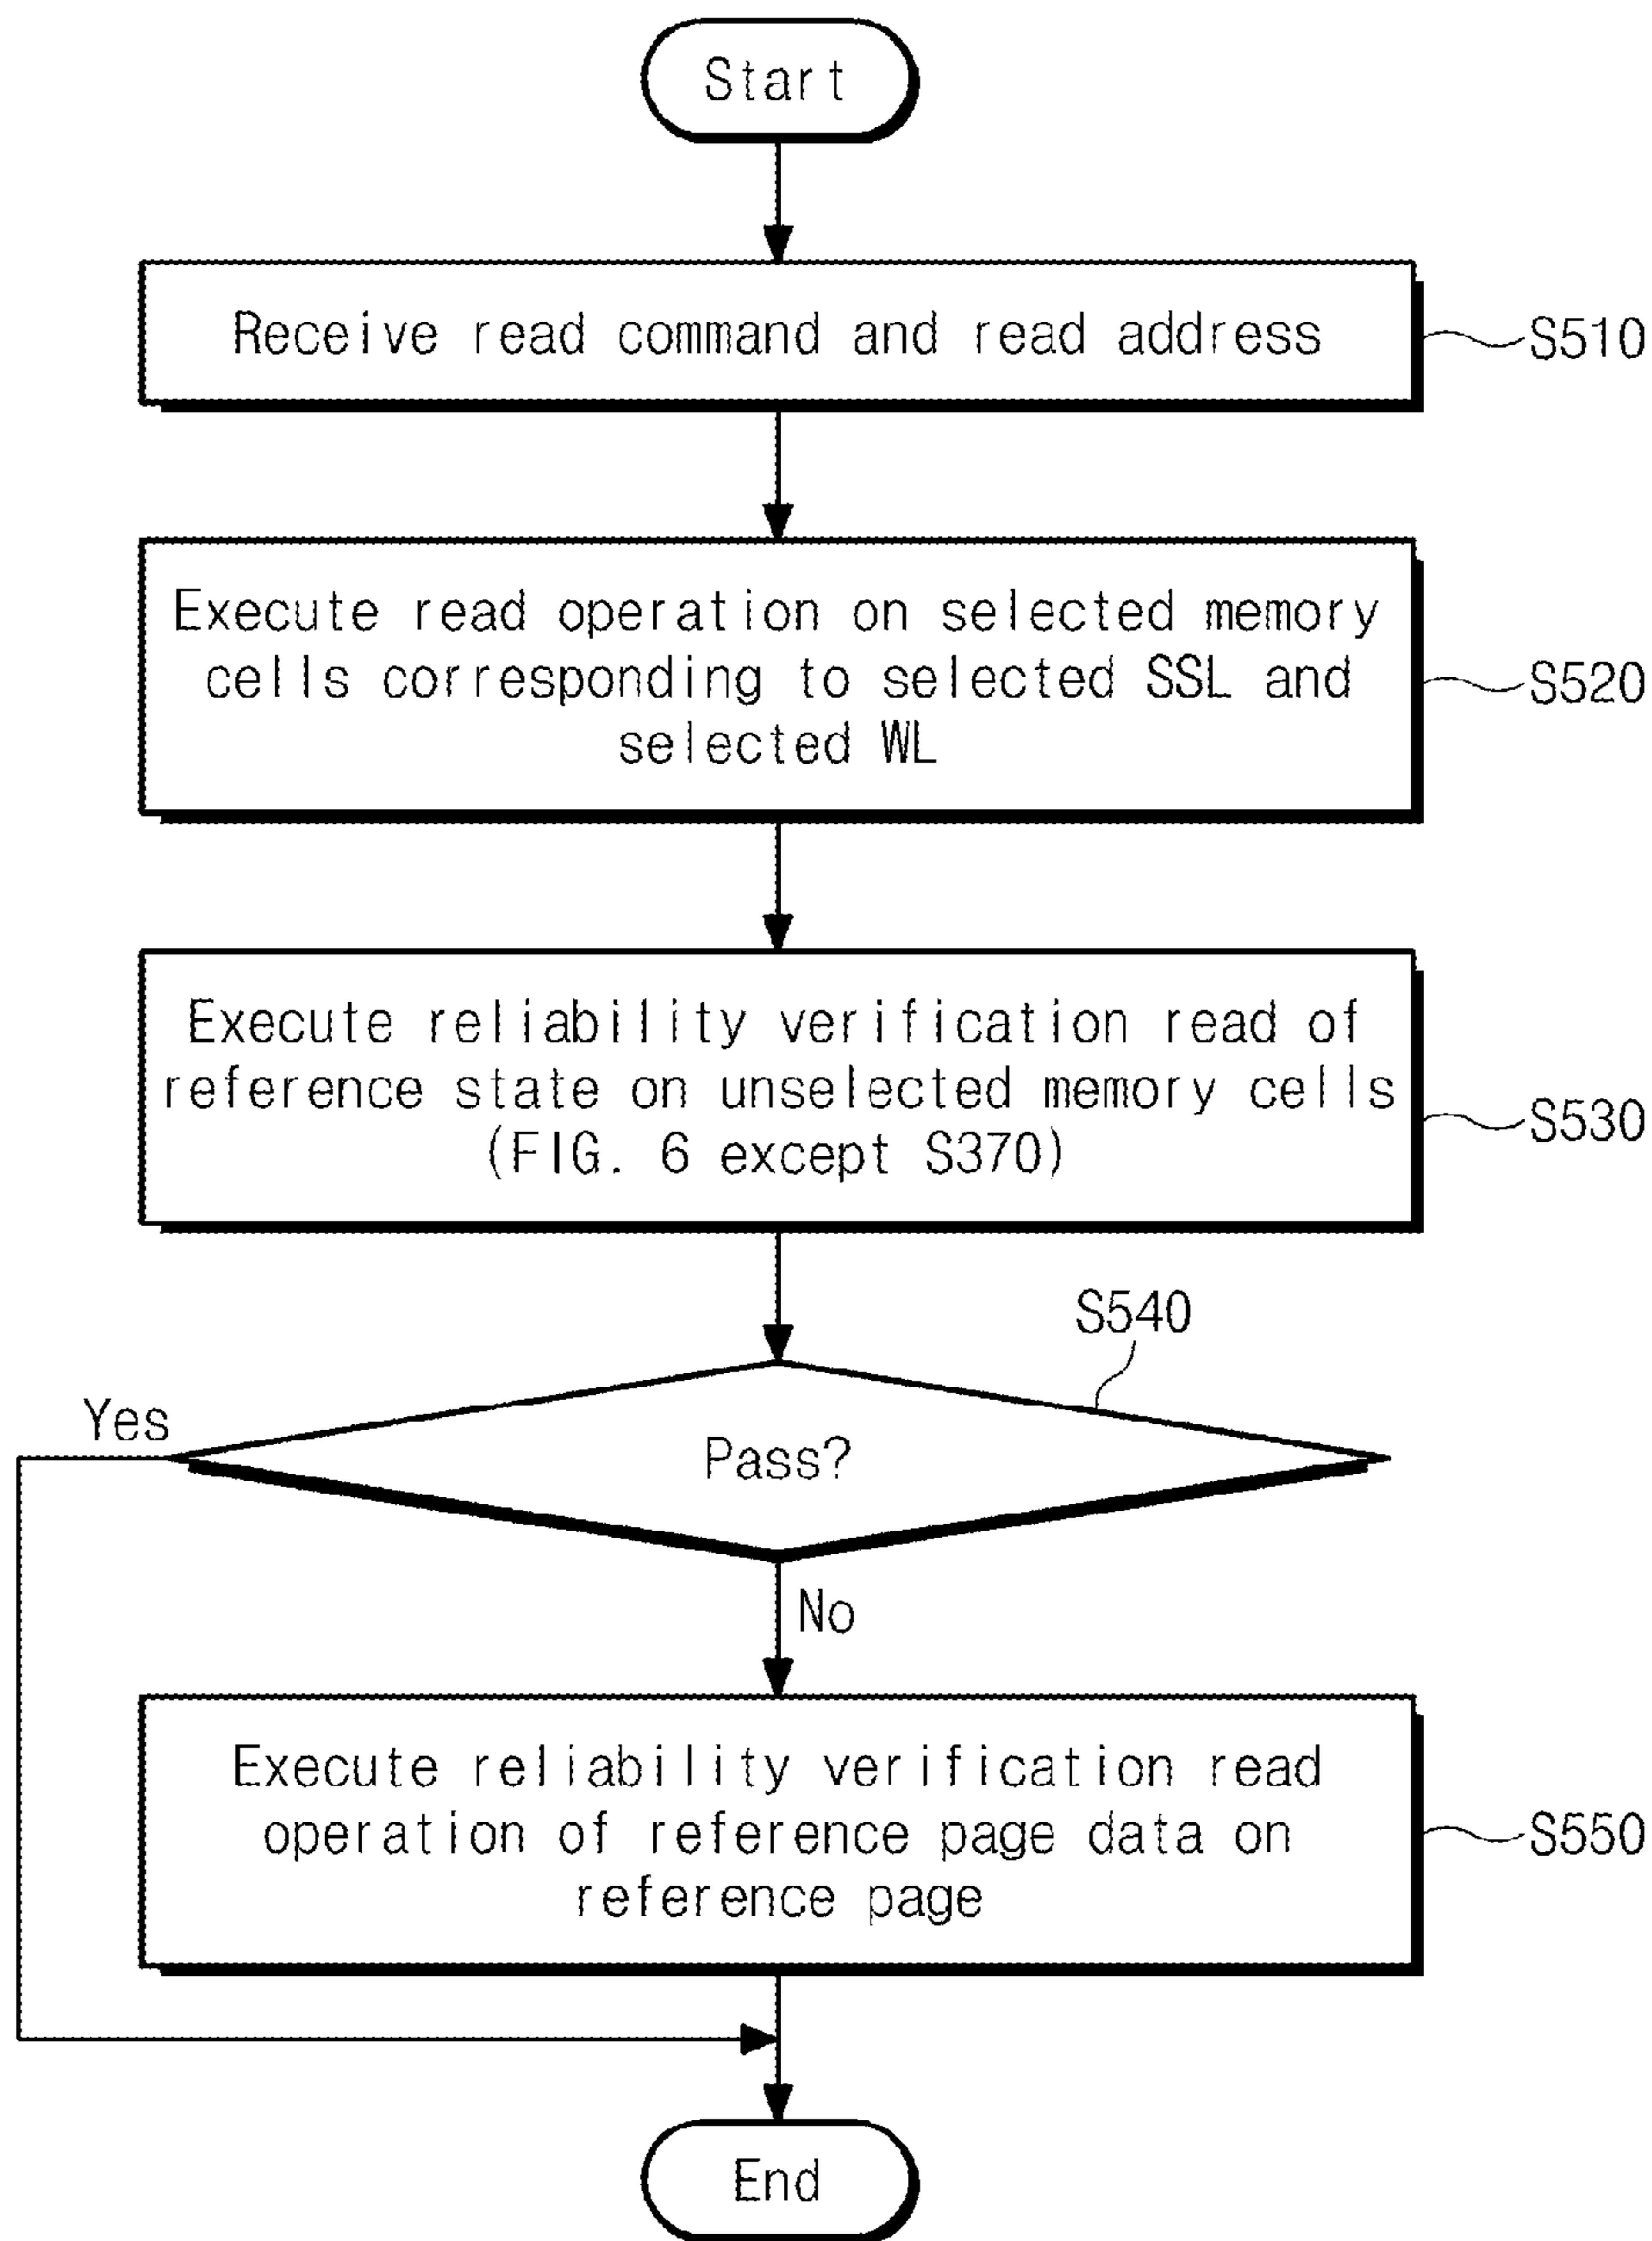 Start
Receive read command and read address
S510
Execute read operation on selected memory
cells corresponding to selected SSL and
selected WL
S520
Execute reliability verification read of
reference state on unselected memory cells
(FIG. 6 except S370)
S530
S540
Yes
Pass?
No
Execute reliability verification read
operation of reference page data on
reference page
S550
End